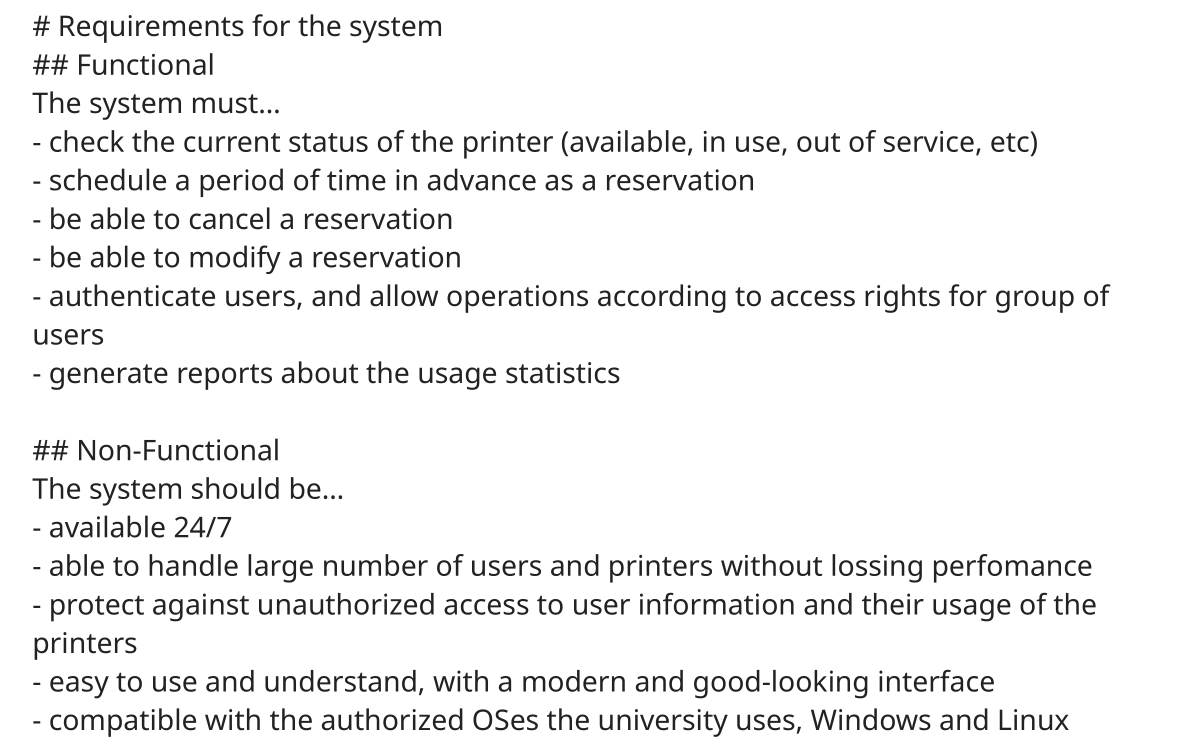 # Requirements for the system
## Functional
The system must...
- check the current status of the printer (available, in use, out of service, etc)
- schedule a period of time in advance as a reservation
- be able to cancel a reservation
- be able to modify a reservation
- authenticate users, and allow operations according to access rights for group of
users
- generate reports about the usage statistics

## Non-Functional
The system should be...
- available 24/7
- able to handle large number of users and printers without lossing perfomance
- protect against unauthorized access to user information and their usage of the
printers
- easy to use and understand, with a modern and good-looking interface
- compatible with the authorized OSes the university uses, Windows and Linux